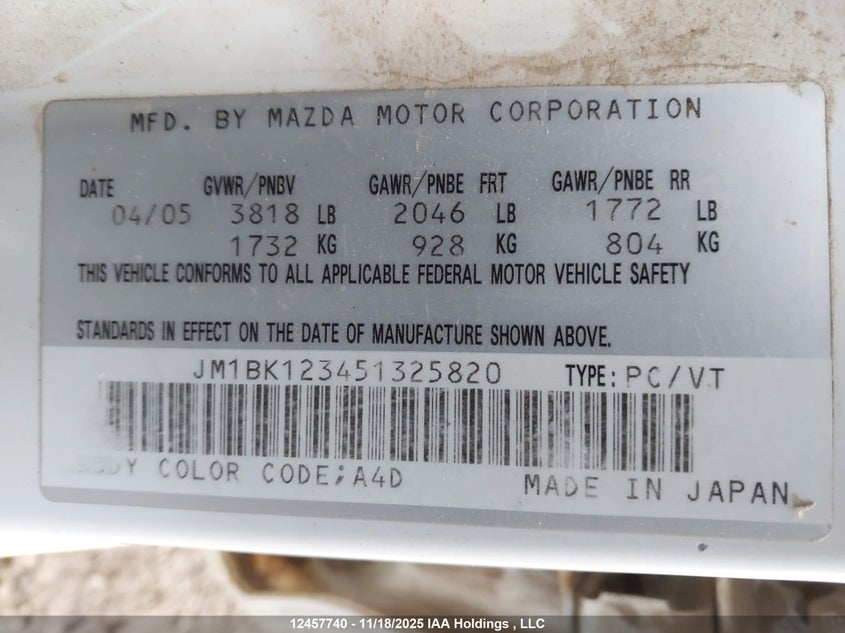 MFD. BY MAZDA MOTOR CORPORATION
DATE GVWR/PNBV GAWR/PNBE FRT GAWR/PNBE RR
04/05 3818 LB 2046 LB 1772 LB
1732 KG 928 KG 804 KG
THIS VEHICLE CONFORMS TO ALL APPLICABLE FEDERAL MOTOR VEHICLE SAFETY
STANDARDS IN EFFECT ON THE DATE OF MANUFACTURE SHOWN ABOVE.
JM1BK123451325820 TYPE: PC/VT
BODY COLOR CODE;A4D MADE IN JAPAN
12457740 - 11/18/2025 IAA Holdings , LLC